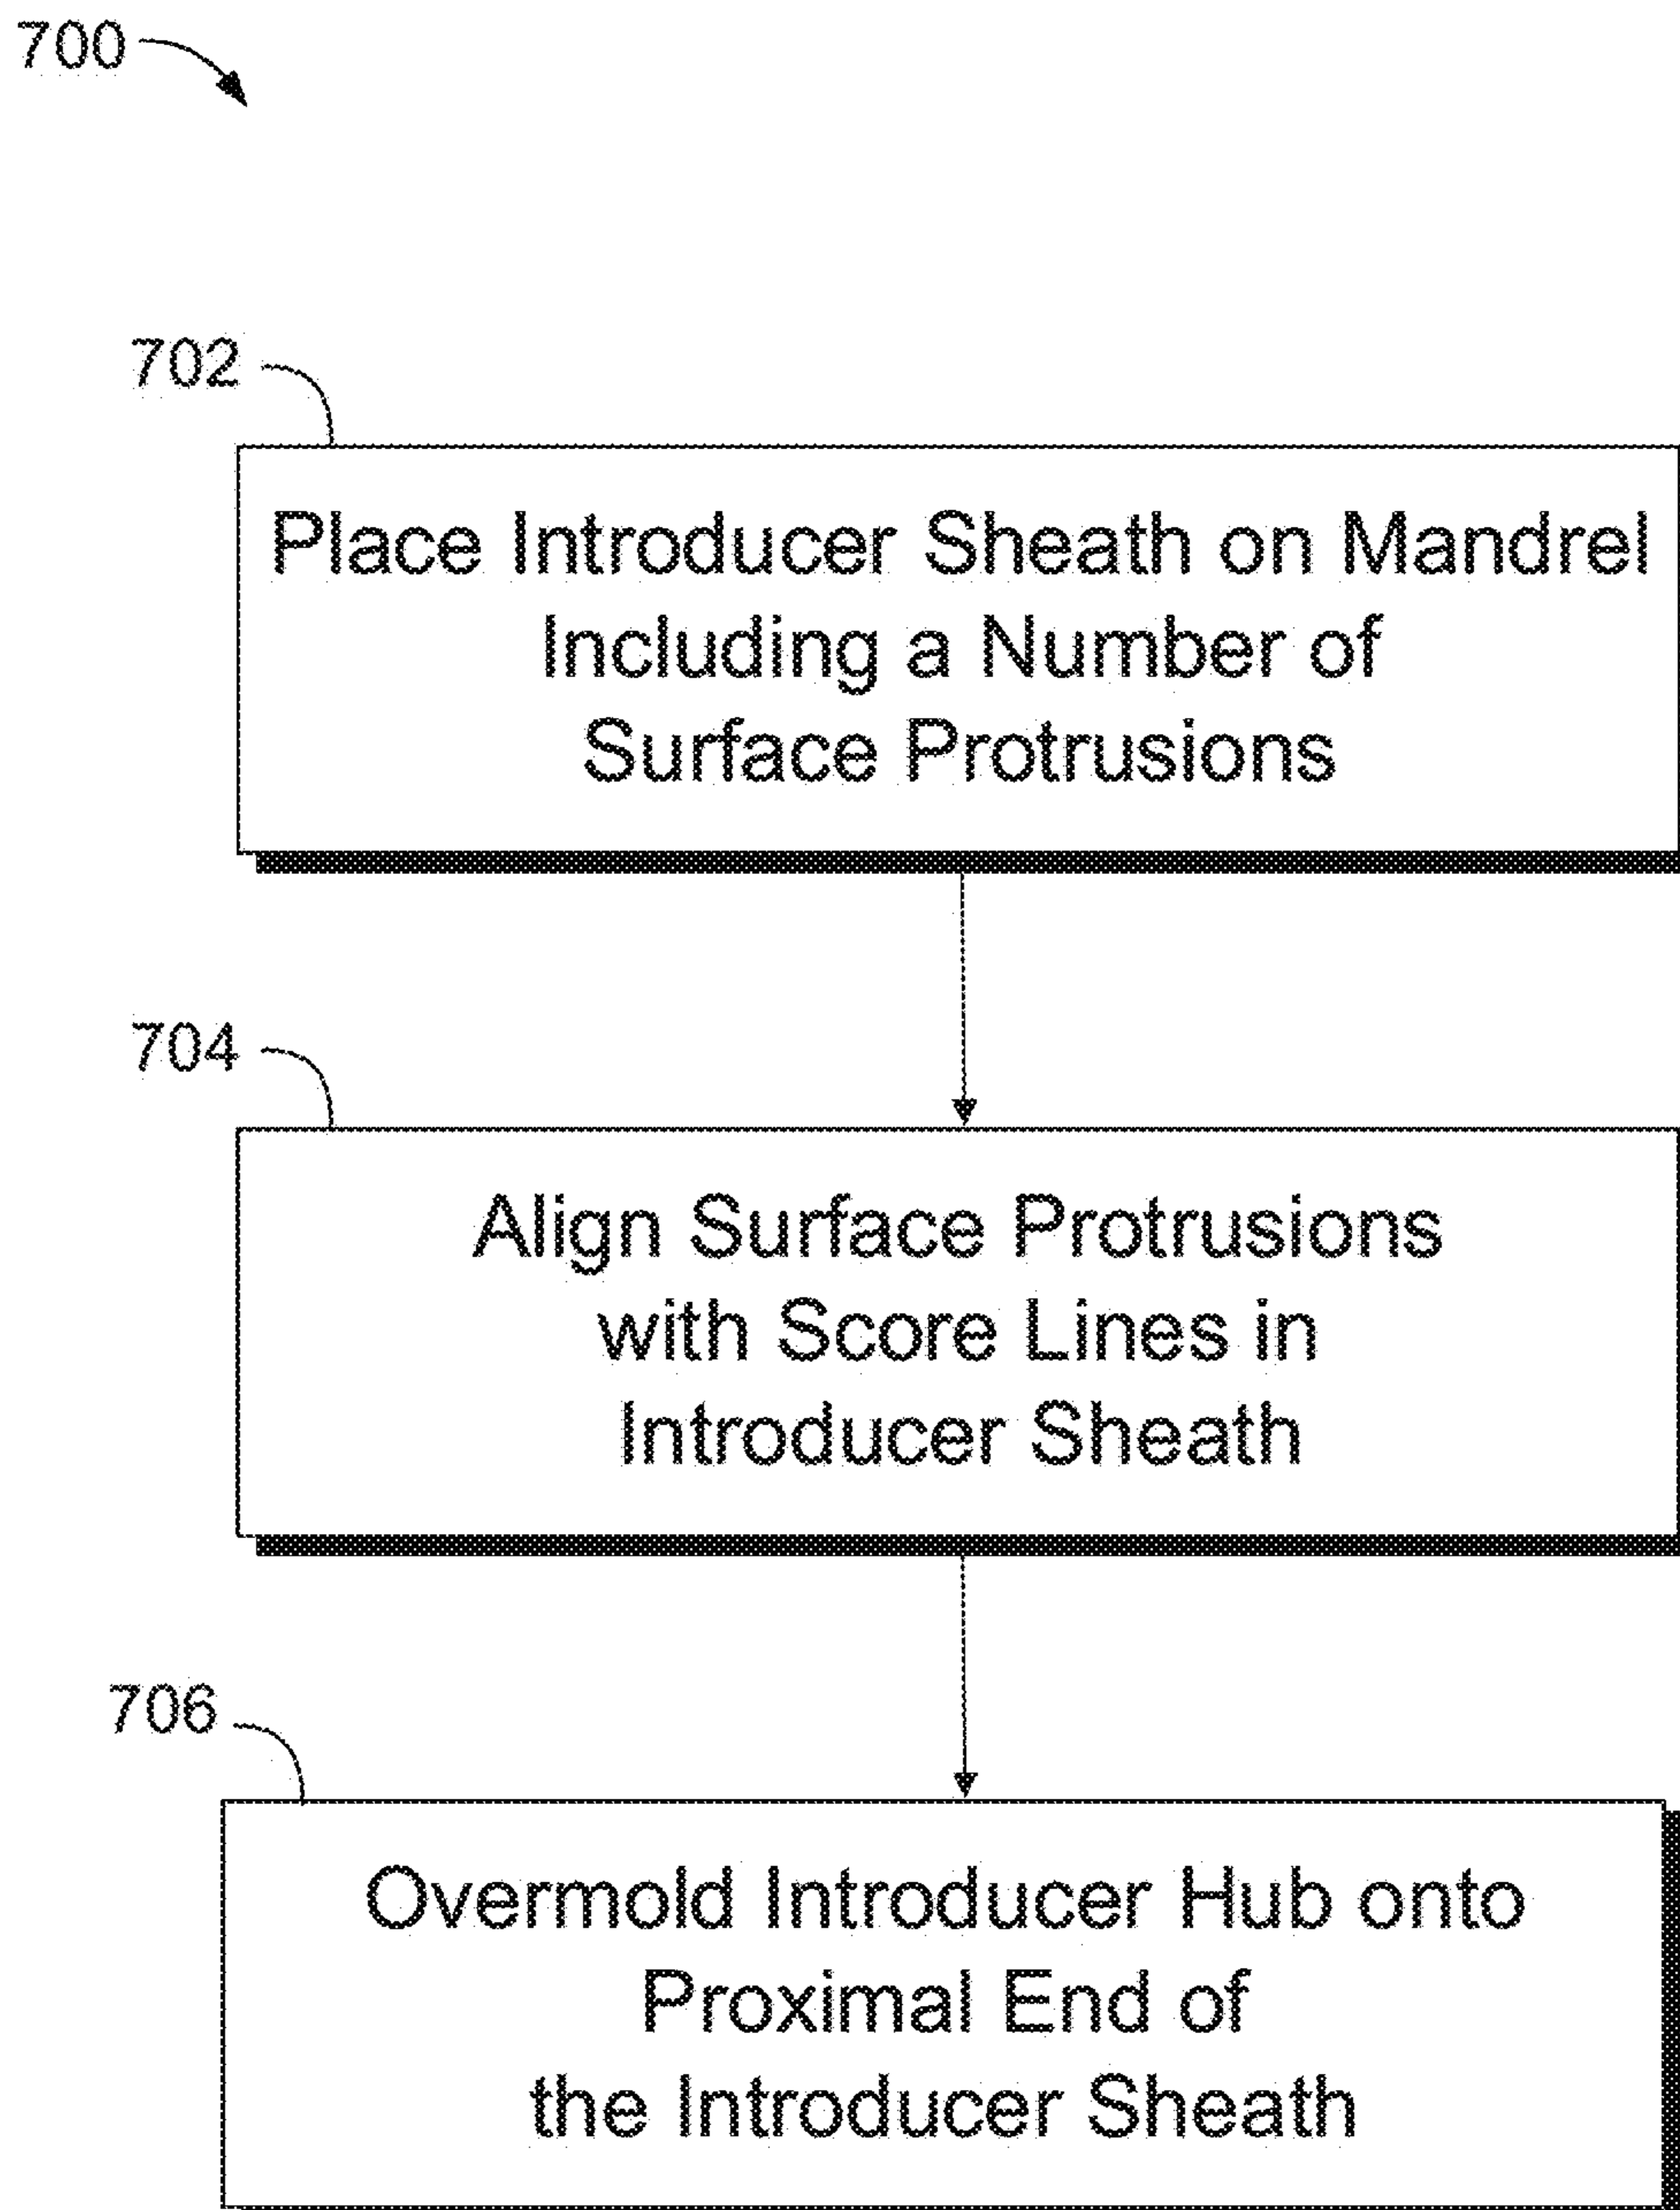 700
702
Place Introducer Sheath on Mandrel
Including a Number of
Surface Protrusions
704
Align Surface Protrusions
with Score Lines in
Introducer Sheath
706
Overmold Introducer Hub onto
Proximal End of
the Introducer Sheath